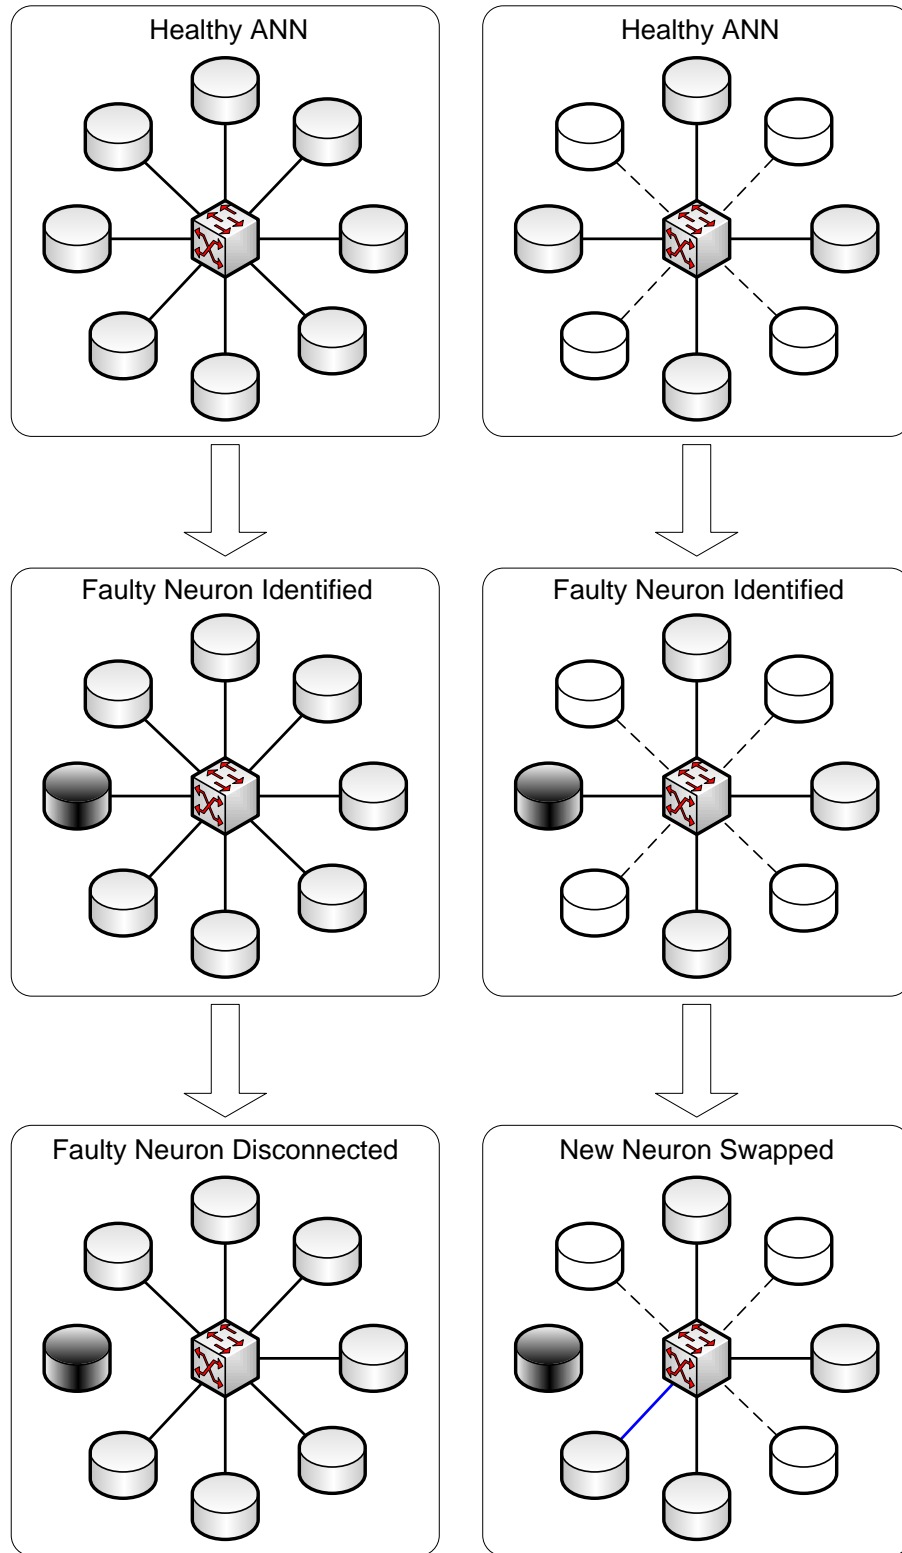 Healthy ANN
Healthy ANN
Faulty Neuron Identified
Faulty Neuron Identified
Faulty Neuron Disconnected
New Neuron Swapped